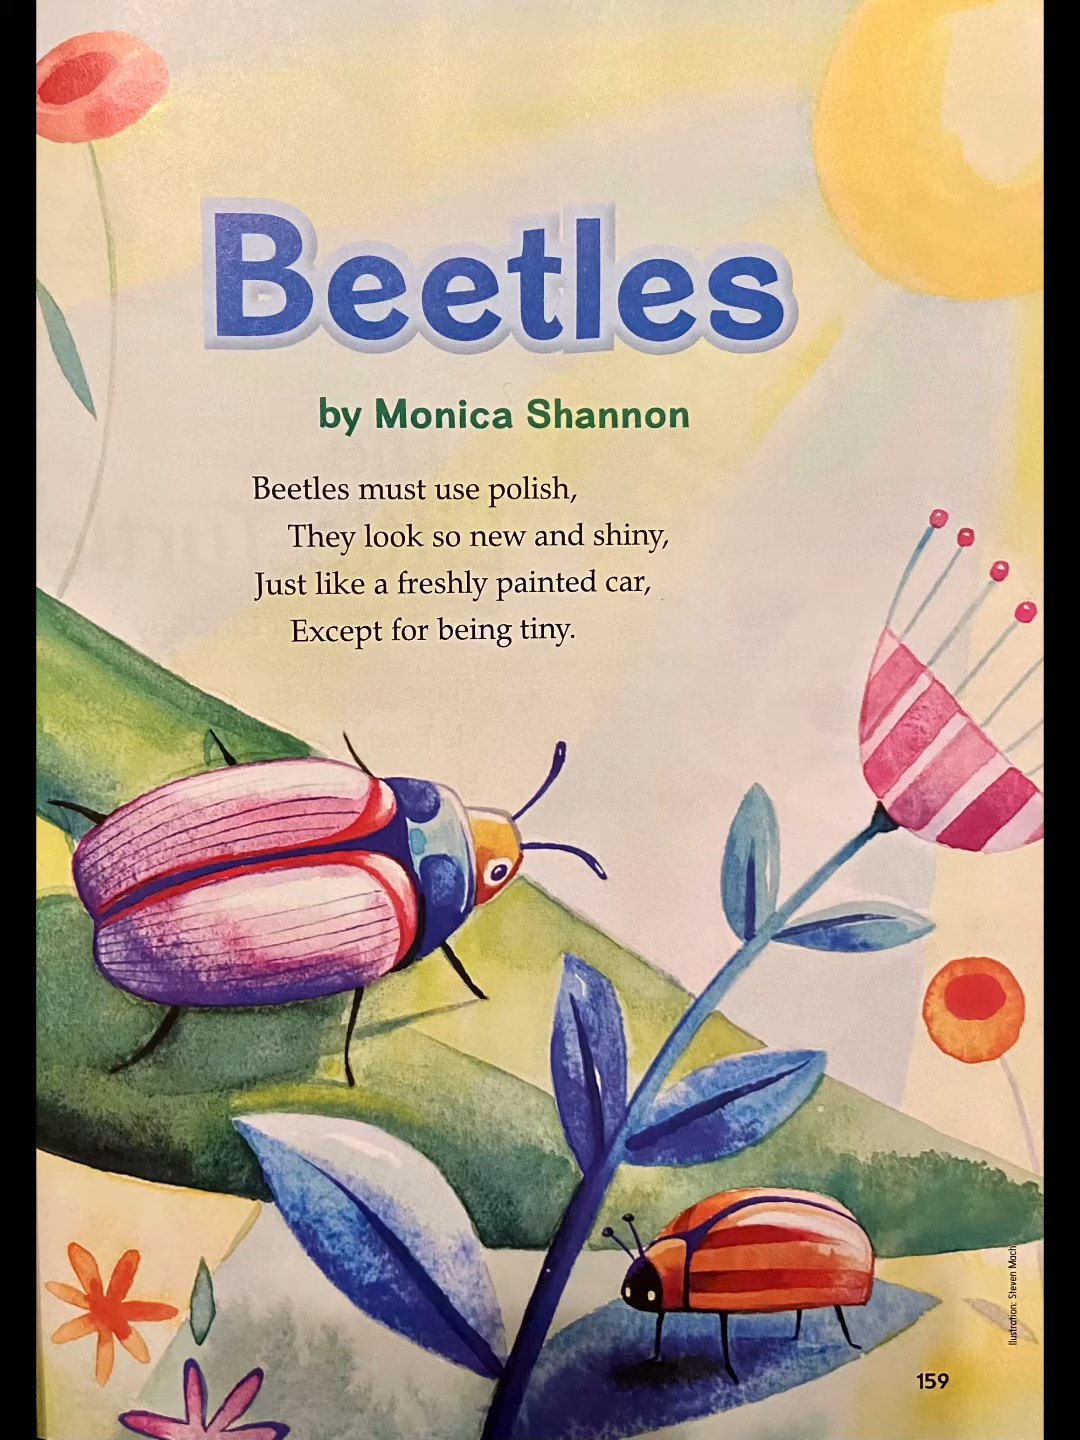 Beetles
by Monica Shannon
Beetles must use polish,
They look so new and shiny,
Just like a freshly painted car,
Except for being tiny.
Illustration: Steven Mach
159